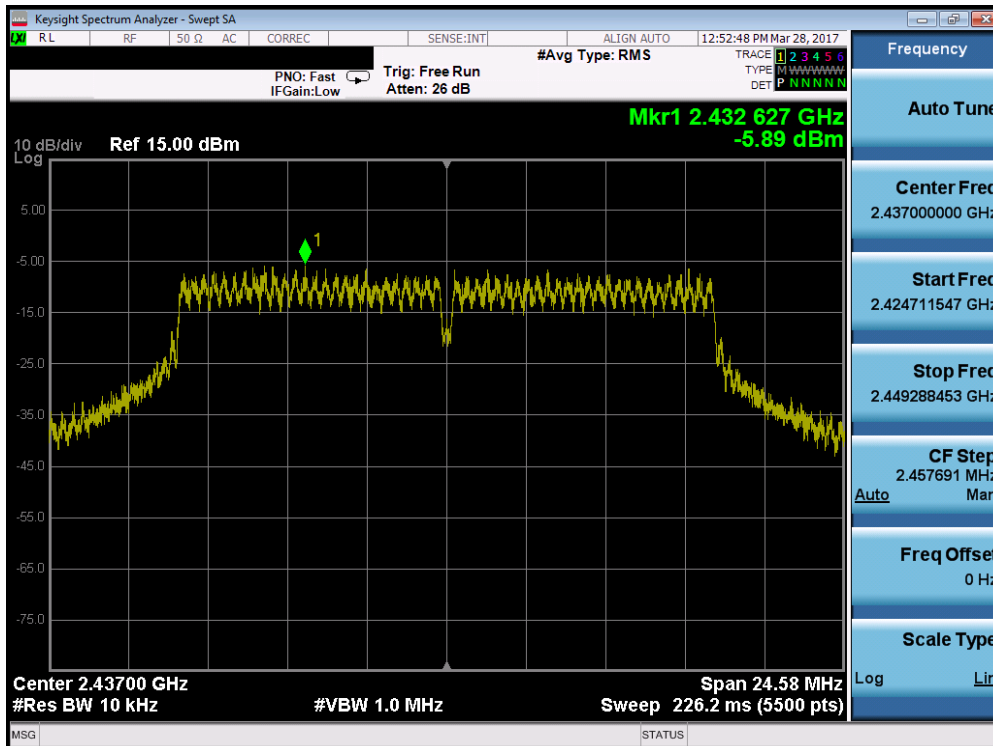 Keysight Spectrum Analyzer - Swept SA
LXI RL RF 50 Ω AC CORREC SENSE:INT ALIGN AUTO 12:52:48 PM Mar 28, 2017
#Avg Type: RMS TRACE 1 2 3 4 5 6
PNO: Fast Trig: Free Run TYPE M W W W W W
IFGain:Low Atten: 26 dB DET P N N N N N
Mkr1 2.432 627 GHz
-5.89 dBm
10 dB/div Ref 15.00 dBm
Log
1
5.00
-5.00
-15.0
-25.0
-35.0
-45.0
-55.0
-65.0
-75.0
Center 2.43700 GHz Span 24.58 MHz
#Res BW 10 kHz #VBW 1.0 MHz Sweep 226.2 ms (5500 pts)
MSG STATUS
Frequency
Auto Tune
Center Freq
2.437000000 GHz
Start Freq
2.424711547 GHz
Stop Freq
2.449288453 GHz
CF Step
2.457691 MHz
Auto Man
Freq Offset
0 Hz
Scale Type
Log Lin